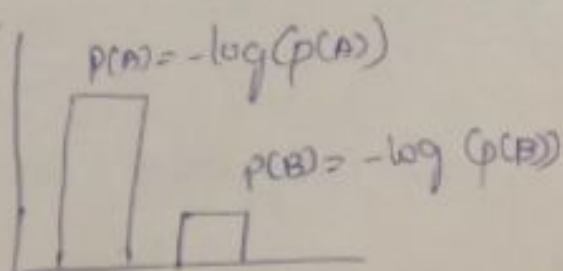 P(A) = -log(p(A))
P(B) = -log (p(B))